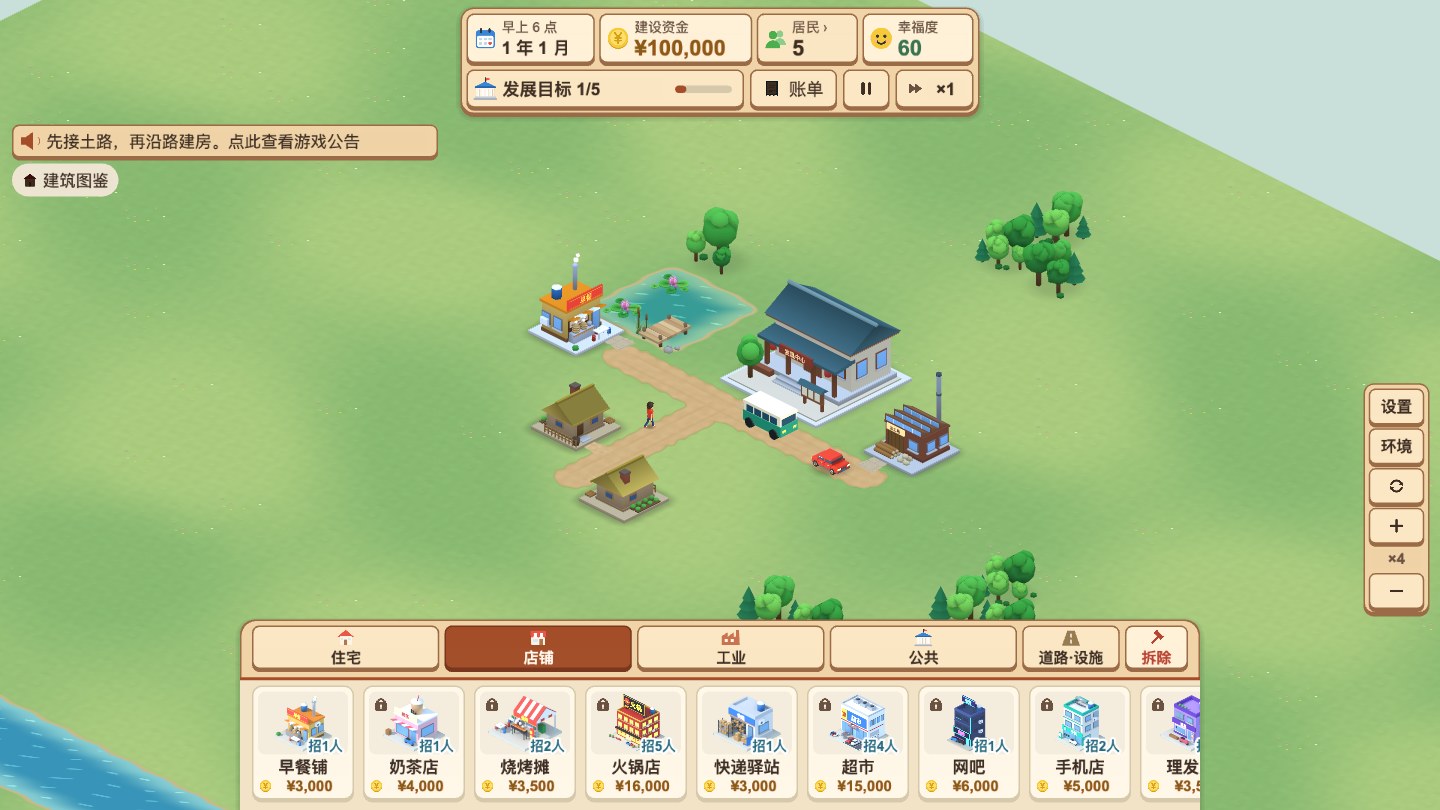 早上 6 点
1 年 1 月
建设资金
¥100,000
居民 ›
5
幸福度
60
发展目标 1/5
账单
×1
先接土路，再沿路建房。点此查看游戏公告
建筑图鉴
设置
环境
+
×4
−
住宅
店铺
工业
公共
道路·设施
拆除
招1人
早餐铺
¥3,000
招1人
奶茶店
¥4,000
招2人
烧烤摊
¥3,500
招5人
火锅店
¥16,000
招1人
快递驿站
¥3,000
招4人
超市
¥15,000
招1人
网吧
¥6,000
招2人
手机店
¥5,000
理发
¥3,5